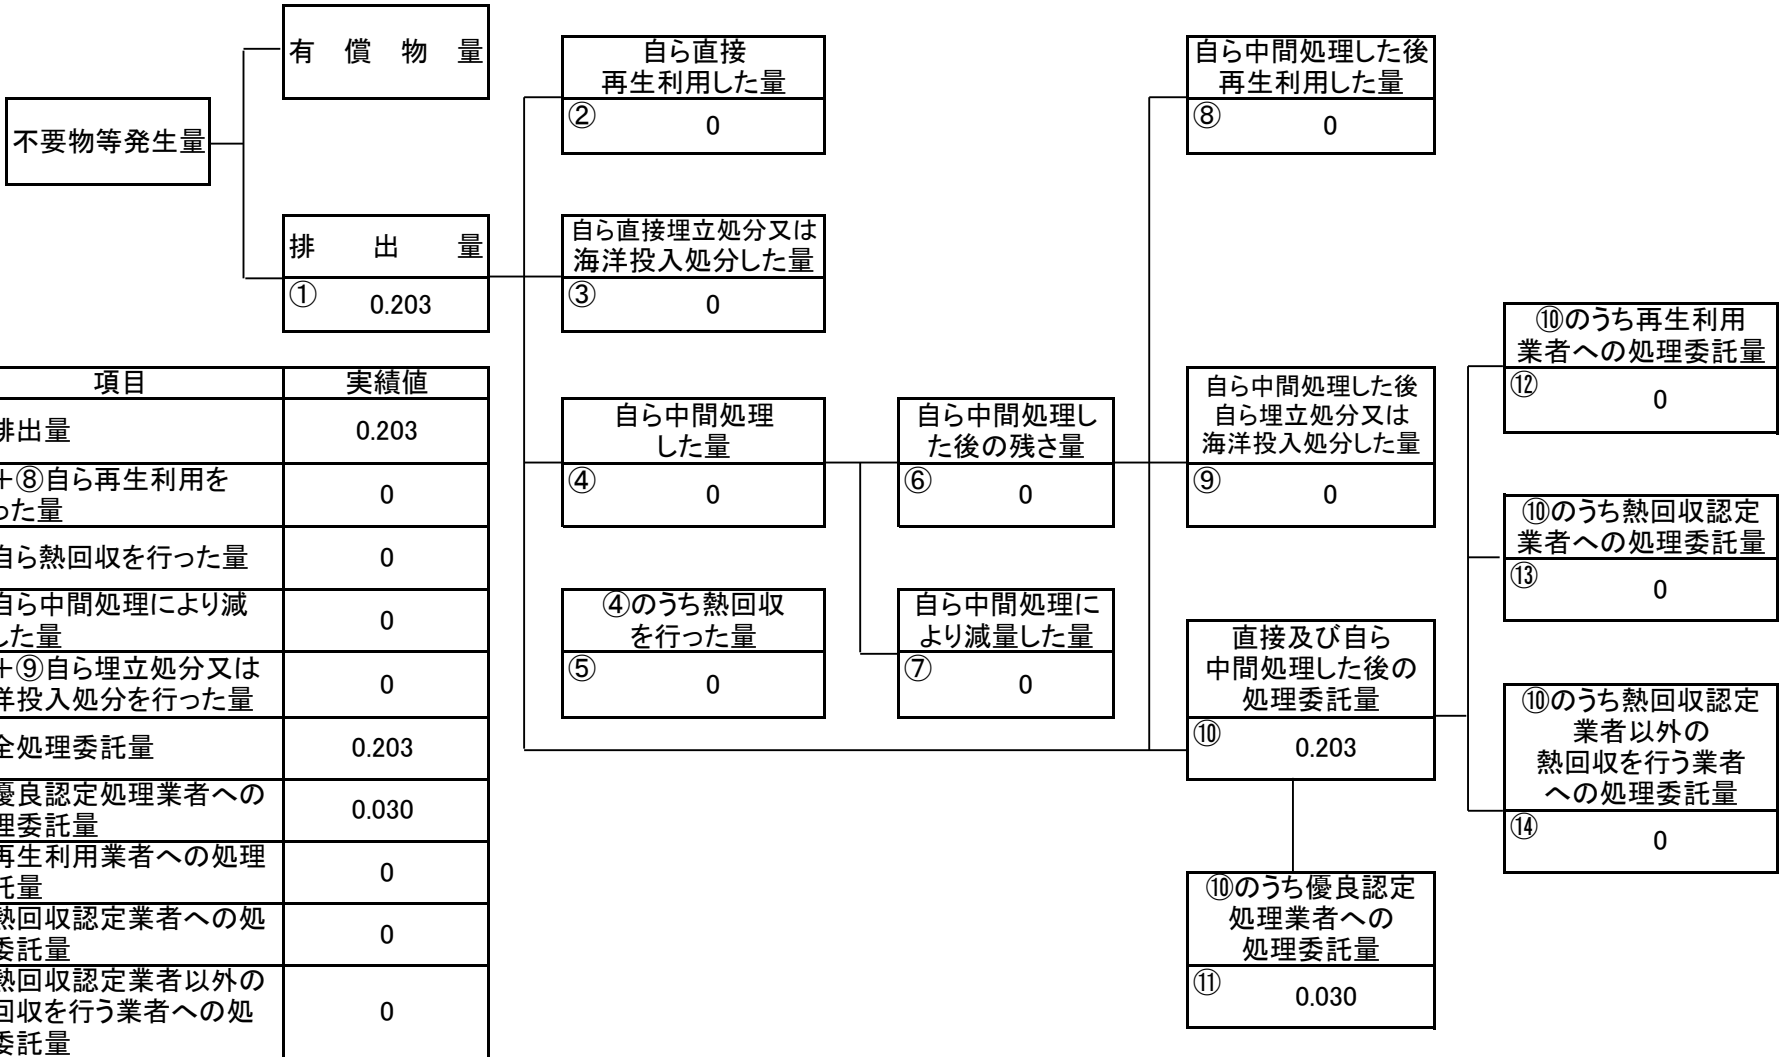 有償物量
不要物等発生量
排出量
① 0.203
自ら直接
再生利用した量
② 0
自ら直接埋立処分又は
海洋投入処分した量
③ 0
自ら中間処理
した量
④ 0
④のうち熱回収
を行った量
⑤ 0
自ら中間処理し
た後の残さ量
⑥ 0
自ら中間処理に
より減量した量
⑦ 0
自ら中間処理した後
再生利用した量
⑧ 0
自ら中間処理した後
自ら埋立処分又は
海洋投入処分した量
⑨ 0
直接及び自ら
中間処理した後の
処理委託量
⑩ 0.203
⑩のうち優良認定
処理業者への
処理委託量
⑪ 0.030
⑩のうち再生利用
業者への処理委託量
⑫ 0
⑩のうち熱回収認定
業者への処理委託量
⑬ 0
⑩のうち熱回収認定
業者以外の
熱回収を行う業者
への処理委託量
⑭ 0
項目 実績値
排出量 0.203
+⑧自ら再生利用を
った量 0
自ら熱回収を行った量 0
自ら中間処理により減
した量 0
+⑨自ら埋立処分又は
洋投入処分を行った量 0
全処理委託量 0.203
優良認定処理業者への
理委託量 0.030
再生利用業者への処理
託量 0
熱回収認定業者への処
委託量 0
熱回収認定業者以外の
回収を行う業者への処
委託量 0